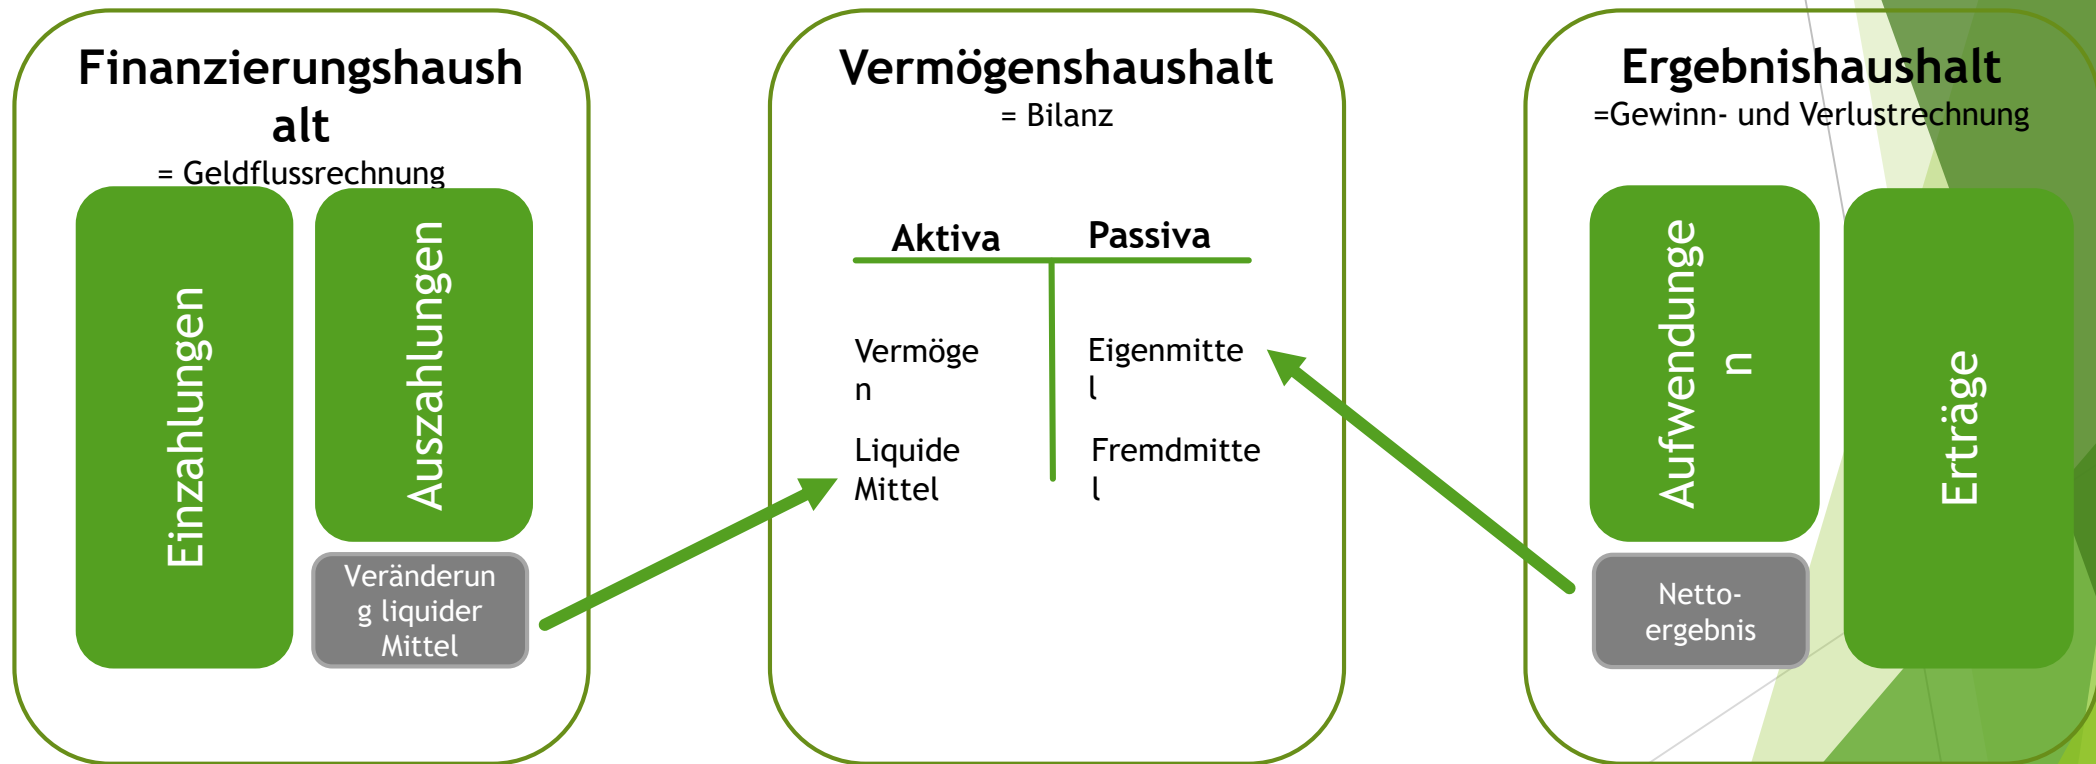 Finanzierungshaush
alt
= Geldflussrechnung
Einzahlungen
Auszahlungen
Veränderun
g liquider
Mittel
Vermögenshaushalt
= Bilanz
Aktiva
Passiva
Vermöge
n
Eigenmitte
l
Liquide
Mittel
Fremdmitte
l
Ergebnishaushalt
=Gewinn- und Verlustrechnung
Aufwendunge
n
Netto-
ergebnis
Erträge